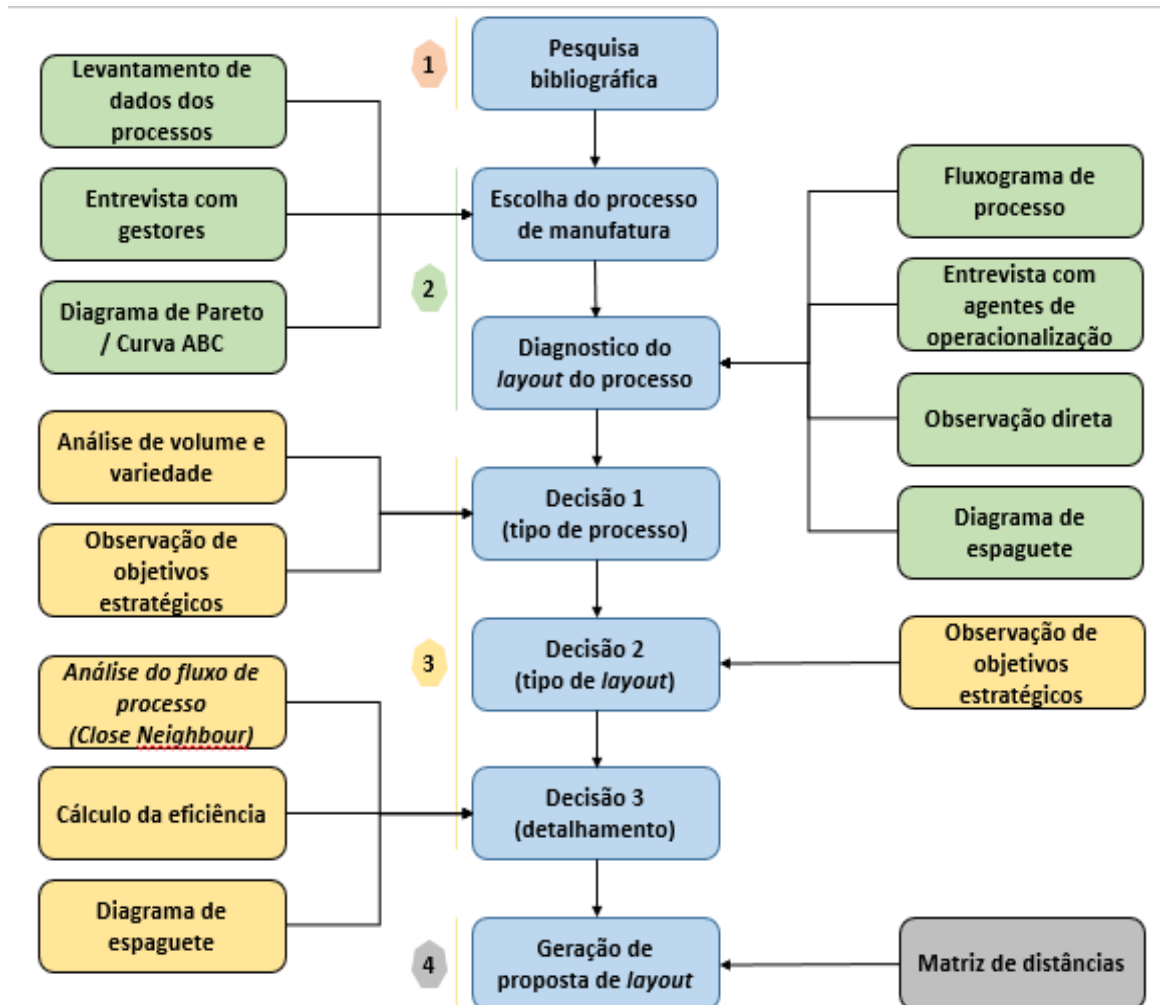 1
Pesquisa
bibliográfica
Levantamento de
dados dos
processos
Entrevista com
gestores
Diagrama de Pareto
/ Curva ABC
2
Escolha do processo
de manufatura
Diagnostico do
layout do processo
Fluxograma de
processo
Entrevista com
agentes de
operacionalização
Observação direta
Diagrama de
espaguete
Análise de volume e
variedade
Observação de
objetivos
estratégicos
3
Decisão 1
(tipo de processo)
Decisão 2
(tipo de layout)
Observação de
objetivos
estratégicos
Análise do fluxo de
processo
(Close Neighbour)
Cálculo da eficiência
Diagrama de
espaguete
Decisão 3
(detalhamento)
4
Geração de
proposta de layout
Matriz de distâncias